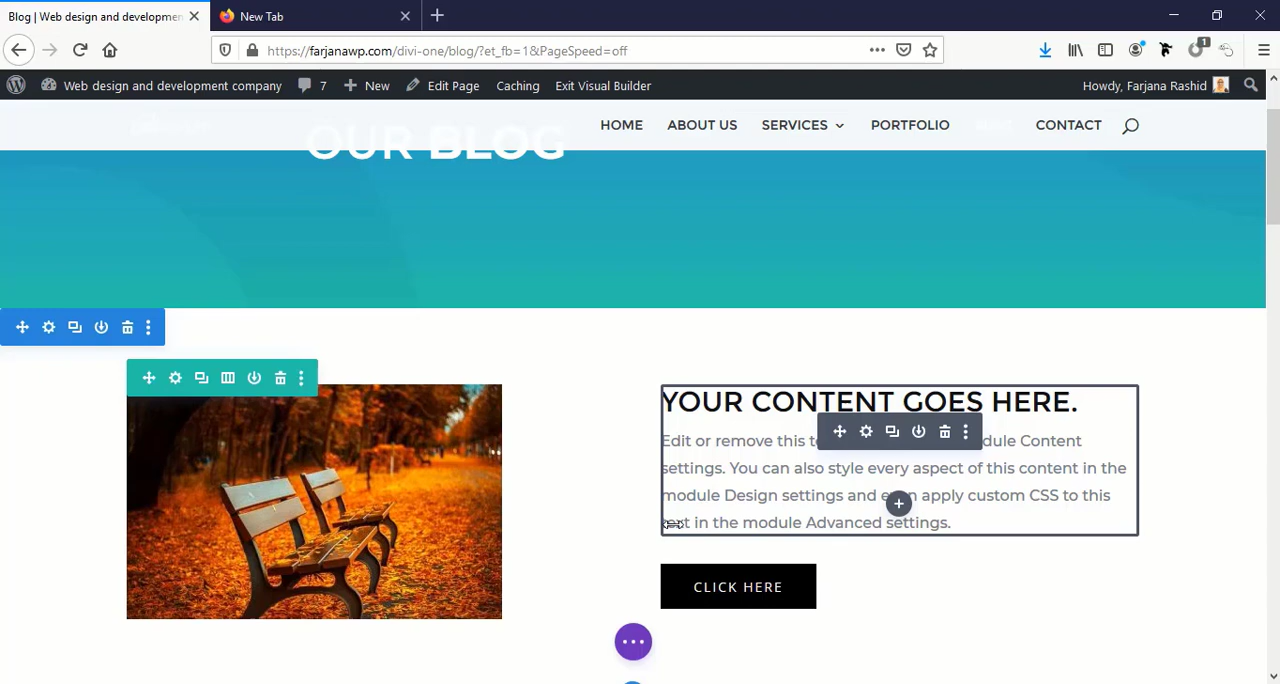 Blog | Web design and developmen
New Tab
https://farjanawp.com/divi-one/blog/?et_fb=1&PageSpeed=off
1
Web design and development company
7
New
Edit Page
Caching
Exit Visual Builder
Howdy, Farjana Rashid
OUR BLOG
HOME
ABOUT US
SERVICES
PORTFOLIO
CONTACT
YOUR CONTENT GOES HERE.
Edit or remove this t dule Content
settings. You can also style every aspect of this content in the
module Design settings and even apply custom CSS to this
text in the module Advanced settings.
CLICK HERE